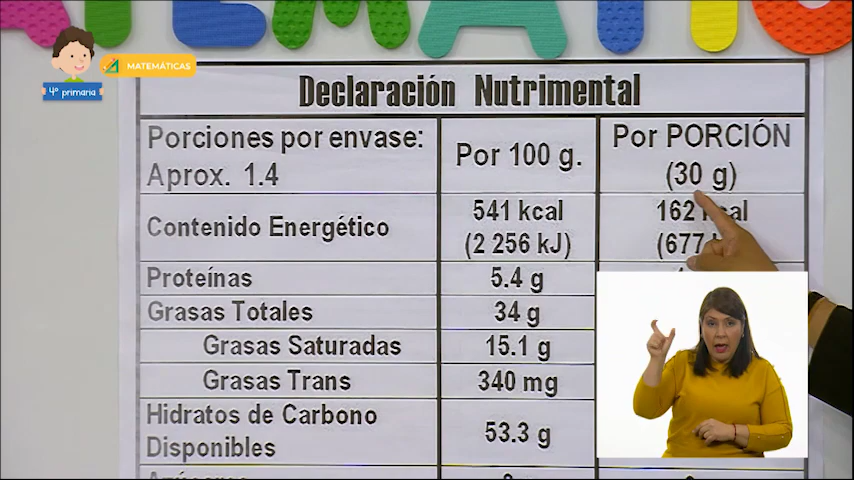 MATEMÁTICAS
4º primaria
Declaración Nutrimental
Porciones por envase:
Aprox. 1.4
Por 100 g.
Por PORCIÓN
(30 g)
Contenido Energético
541 kcal
(2 256 kJ)
162
(677
Proteínas
5.4 g
Grasas Totales
34 g
Grasas Saturadas
15.1 g
Grasas Trans
340 mg
Hidratos de Carbono
Disponibles
53.3 g